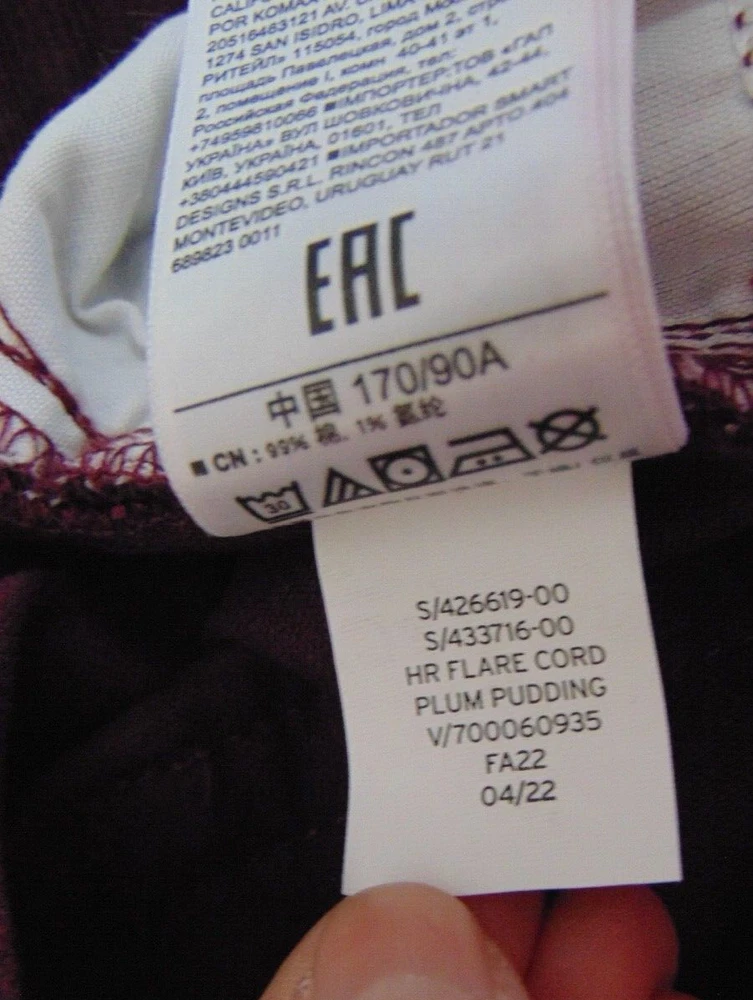 CALIFO
POR KOMAX
20516463121 AV. C
1274 SAN ISIDRO, LIMA
РИТЕЙЛ» 115054, город Мос
площадь Павелецкая, дом 2, стр
2, помещение I, комн 40-41 эт 1,
Российская Федерация, тел:
+74959810066 ■ІМПОРТЕР:ТОВ «ГАП
УКРАЇНА» ВУЛ ШОВКОВИЧНА, 42-44,
КИЇВ, УКРАЇНА, 01601, ТЕЛ
+380444590421 ■IMPORTADOR SMART
DESIGNS S.R.L. RINCON 487 APTO.404
MONTEVIDEO, URUGUAY RUT 21
689823 0011
EAC
中国 170/90A
■ CN : 99% 棉, 1% 氨纶
30
S/426619-00
S/433716-00
HR FLARE CORD
PLUM PUDDING
V/700060935
FA22
04/22